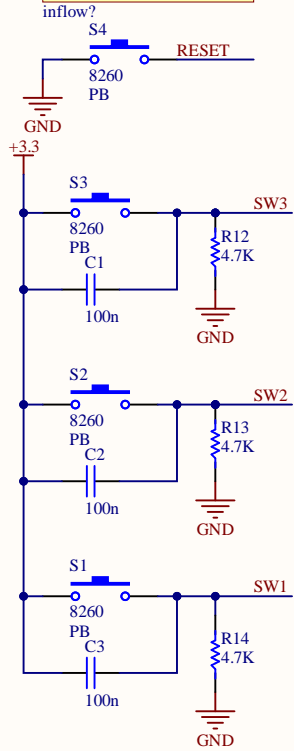 inflow?
S4
RESET
8260
PB
GND
+3.3
S3
SW3
8260
PB
R12
4.7K
C1
100n
GND
S2
SW2
8260
PB
R13
4.7K
C2
100n
GND
S1
SW1
8260
PB
R14
4.7K
C3
100n
GND